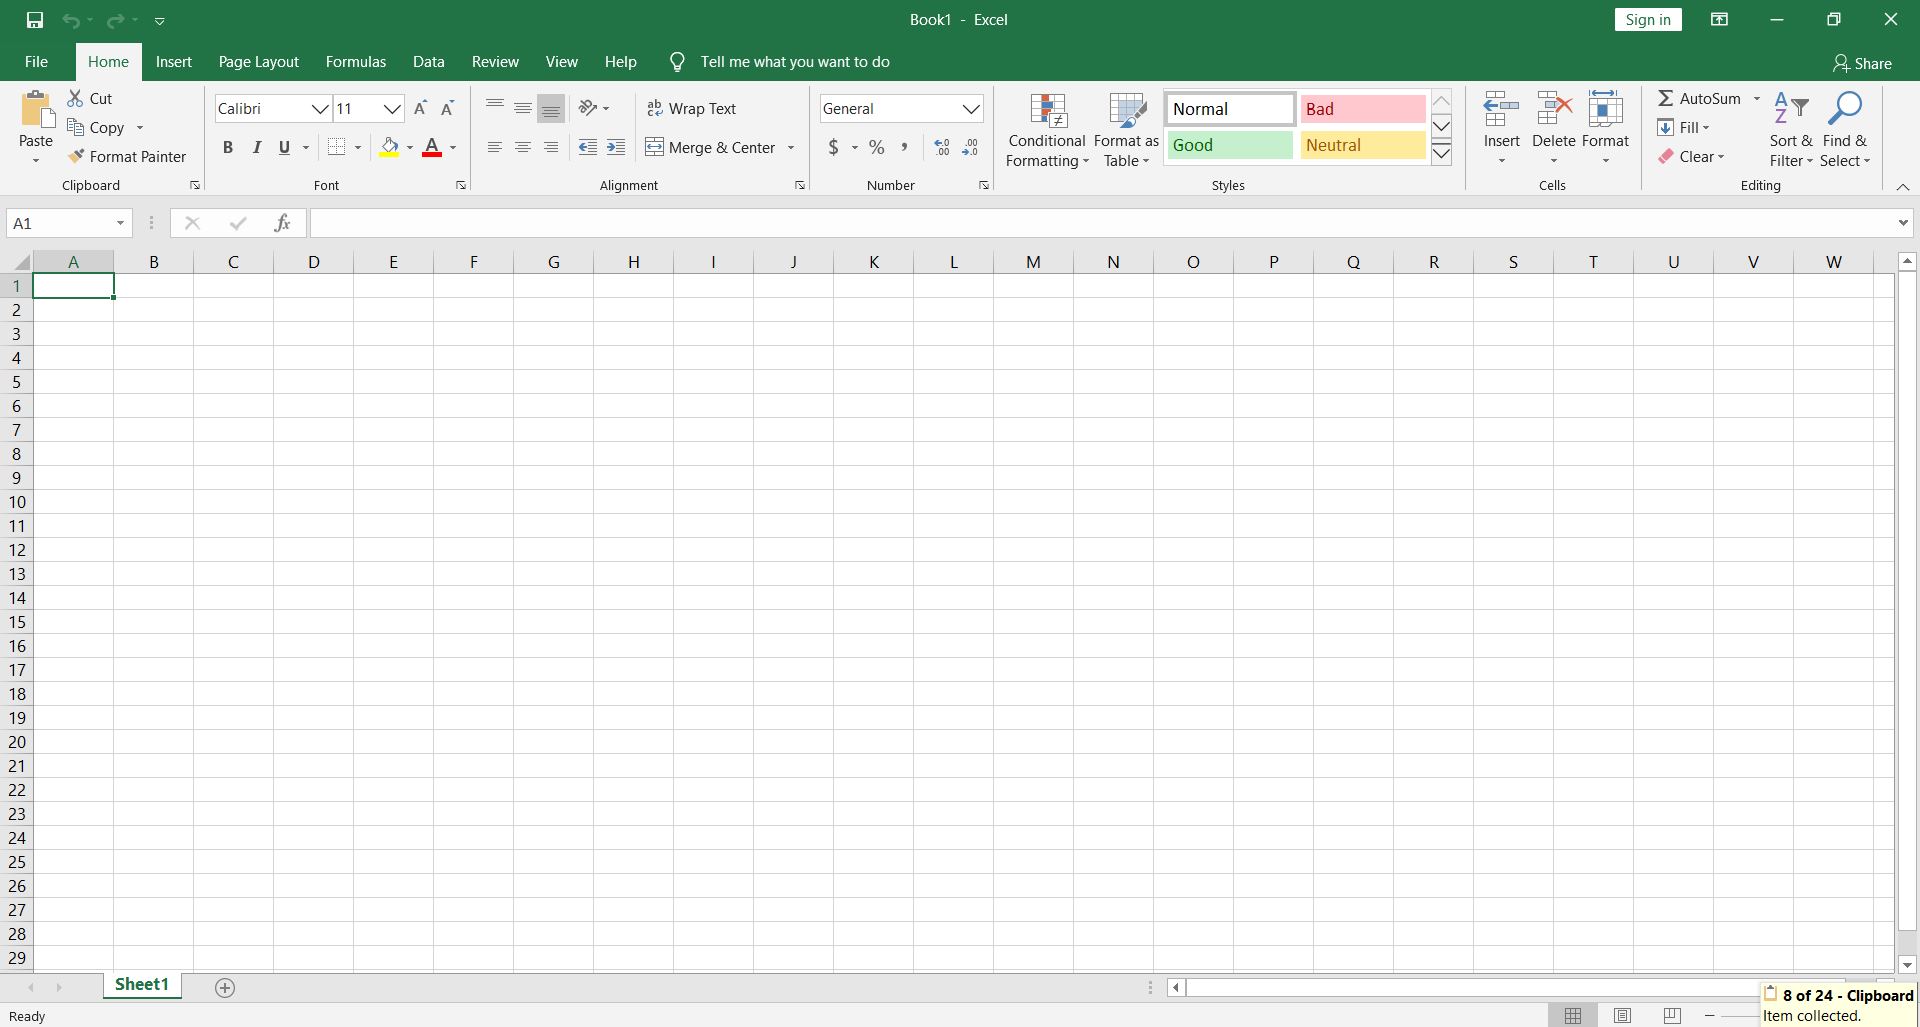 Book1 - Excel
Sign in
File Home Insert Page Layout Formulas Data Review View Help Tell me what you want to do Share
Paste
Cut
Copy
Format Painter
Clipboard
Calibri 11
B I U
Font
Wrap Text
Merge & Center
Alignment
General
$ % ,
Number
Conditional Formatting
Format as Table
Normal Bad
Good Neutral
Styles
Insert Delete Format
Cells
AutoSum
Fill
Clear
Sort & Filter
Find & Select
Editing
A1 fx
A B C D E F G H I J K L M N O P Q R S T U V W
1
2
3
4
5
6
7
8
9
10
11
12
13
14
15
16
17
18
19
20
21
22
23
24
25
26
27
28
29
Sheet1
Ready
8 of 24 - Clipboard
Item collected.